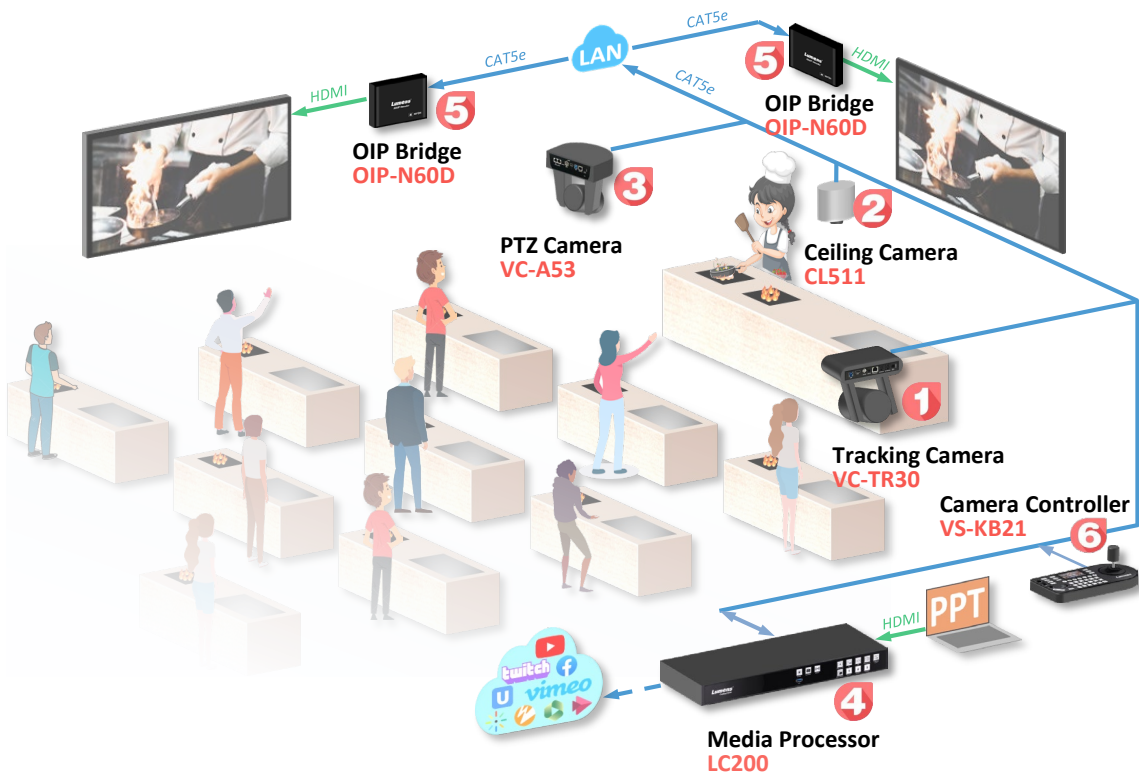 CAT5e
LAN
CAT5e
CAT5e
HDMI
HDMI
5
OIP Bridge
OIP-N60D
Lumens
5
OIP Bridge
OIP-N60D
3
PTZ Camera
VC-A53
2
Ceiling Camera
CL511
1
Tracking Camera
VC-TR30
Camera Controller
VS-KB21
6
HDMI
PPT
twitch
vimeo
U
Lumens
4
Media Processor
LC200